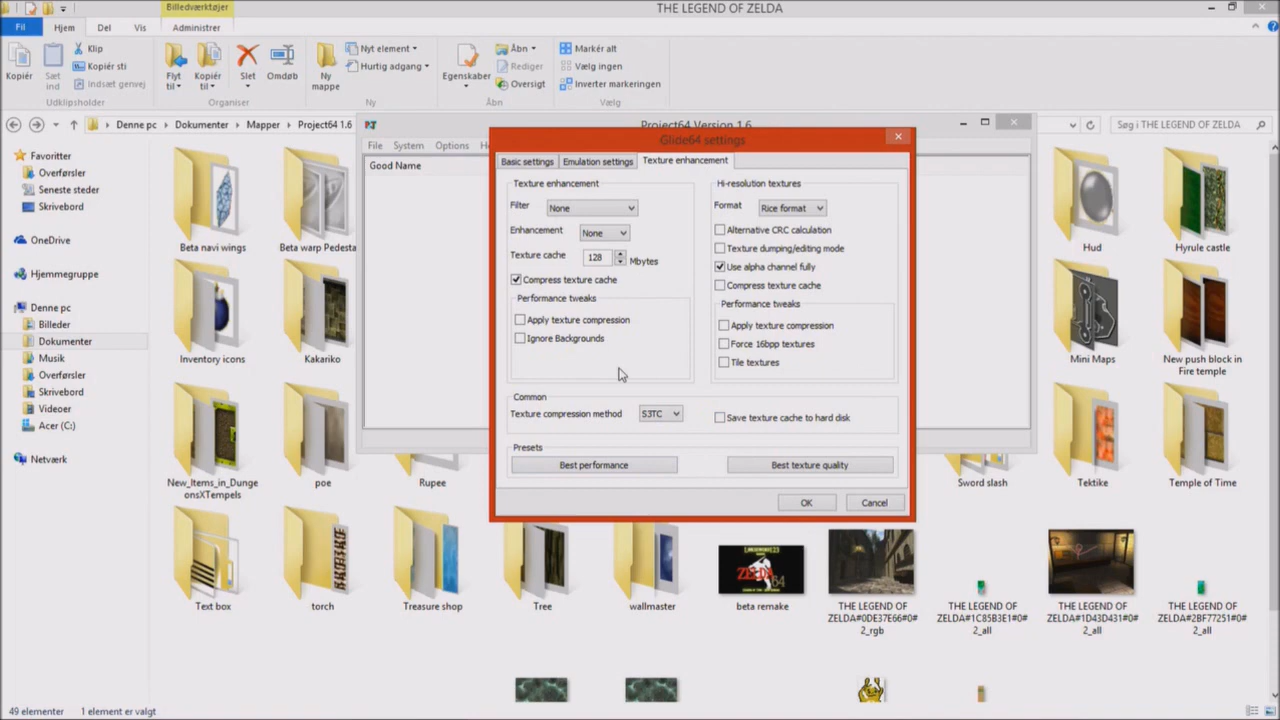 Billedværktøjer
THE LEGEND OF ZELDA
Fil
Hjem
Del
Vis
Administrer
Kopiér
Sæt ind
Klip
Kopiér sti
Indsæt genvej
Udklipsholder
Flyt til
Kopiér til
Slet
Omdøb
Organiser
Ny mappe
Nyt element
Hurtig adgang
Ny
Egenskaber
Åbn
Rediger
Oversigt
Åbn
Markér alt
Vælg ingen
Inverter markeringen
Vælg
Denne pc
Dokumenter
Mapper
Project64 1.6
Søg i THE LEGEND OF ZELDA
Favoritter
Overførsler
Seneste steder
Skrivebord
OneDrive
Hjemmegruppe
Denne pc
Billeder
Dokumenter
Musik
Overførsler
Skrivebord
Videoer
Acer (C:)
Netværk
Project64 Version 1.6
File
System
Options
Good Name
Glide64 settings
Basic settings
Emulation settings
Texture enhancement
Texture enhancement
Filter
None
Enhancement
None
Texture cache
128
Mbytes
Compress texture cache
Performance tweaks
Apply texture compression
Ignore Backgrounds
Hi-resolution textures
Format
Rice format
Alternative CRC calculation
Texture dumping/editing mode
Use alpha channel fully
Compress texture cache
Performance tweaks
Apply texture compression
Force 16bpp textures
Tile textures
Common
Texture compression method
S3TC
Save texture cache to hard disk
Presets
Best performance
Best texture quality
OK
Cancel
Beta navi wings
Beta warp Pedesta
Hud
Hyrule castle
Inventory icons
Kakariko
Mini Maps
New push block in
Fire temple
New_Items_in_Dung
eonsXTempels
poe
Rupee
Sword slash
Tektike
Temple of Time
Text box
torch
Treasure shop
Tree
wallmaster
beta remake
THE LEGEND OF
ZELDA#0DE37E66#0#
2_rgb
THE LEGEND OF
ZELDA#1C85B3E1#0#
2_all
THE LEGEND OF
ZELDA#1D43D431#0#
2_all
THE LEGEND OF
ZELDA#2BF77251#0#
2_all
49 elementer
1 element er valgt